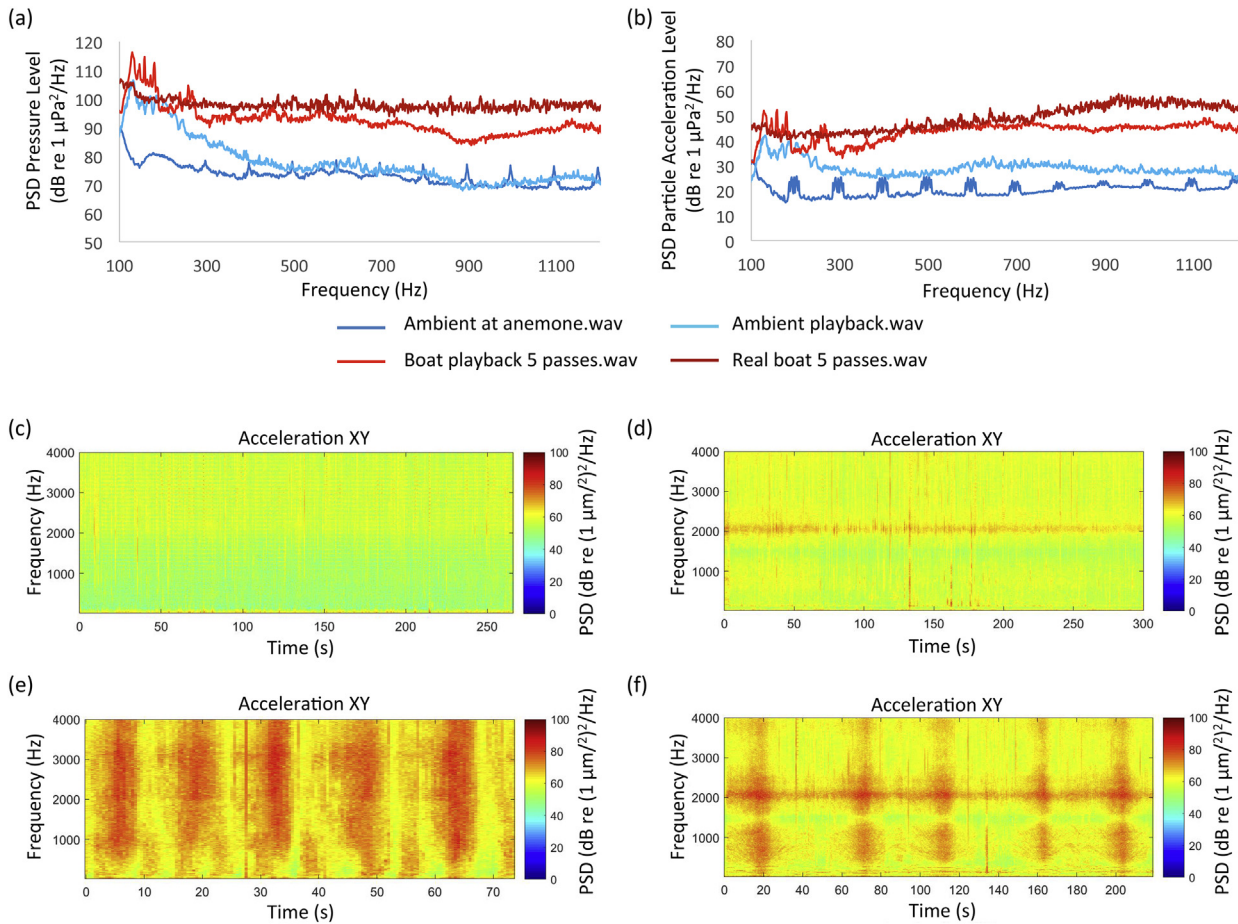 (a)
PSD Pressure Level
(dB re 1 µPa²/Hz)
120
110
100
90
80
70
60
50
100 300 500 700 900 1100
Frequency (Hz)
(b)
PSD Particle Acceleration Level
(dB re 1 µPa²/Hz)
80
70
60
50
40
30
20
10
0
100 300 500 700 900 1100
Frequency (Hz)
Ambient at anemone.wav
Ambient playback.wav
Boat playback 5 passes.wav
Real boat 5 passes.wav
(c)
Acceleration XY
Frequency (Hz)
4000
3000
2000
1000
0 50 100 150 200 250
Time (s)
100
80
60
40
20
0
PSD (dB re (1 µm/²)²/Hz)
(d)
Acceleration XY
Frequency (Hz)
4000
3000
2000
1000
0 50 100 150 200 250 300
Time (s)
100
80
60
40
20
0
PSD (dB re (1 µm/²)²/Hz)
(e)
Acceleration XY
Frequency (Hz)
4000
3000
2000
1000
0 10 20 30 40 50 60 70
Time (s)
100
80
60
40
20
0
PSD (dB re (1 µm/²)²/Hz)
(f)
Acceleration XY
Frequency (Hz)
4000
3000
2000
1000
0 20 40 60 80 100 120 140 160 180 200
Time (s)
100
80
60
40
20
0
PSD (dB re (1 µm/²)²/Hz)